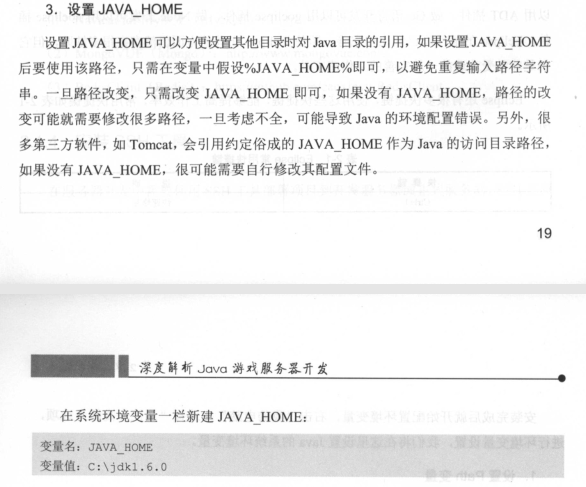 3. 设置 JAVA_HOME
设置 JAVA_HOME 可以方便设置其他目录时对 Java 目录的引用，如果设置 JAVA_HOME
后要使用该路径，只需在变量中假设%JAVA_HOME%即可，以避免重复输入路径字符
串。一旦路径改变，只需改变 JAVA_HOME 即可，如果没有 JAVA_HOME，路径的改
变可能就需要修改很多路径，一旦考虑不全，可能导致 Java 的环境配置错误。另外，很
多第三方软件，如 Tomcat，会引用约定俗成的 JAVA_HOME 作为 Java 的访问目录路径，
如果没有 JAVA_HOME，很可能需要自行修改其配置文件。
19
深度解析 Java 游戏服务器开发
在系统环境变量一栏新建 JAVA_HOME：
变量名：JAVA_HOME
变量值：C:\jdk1.6.0